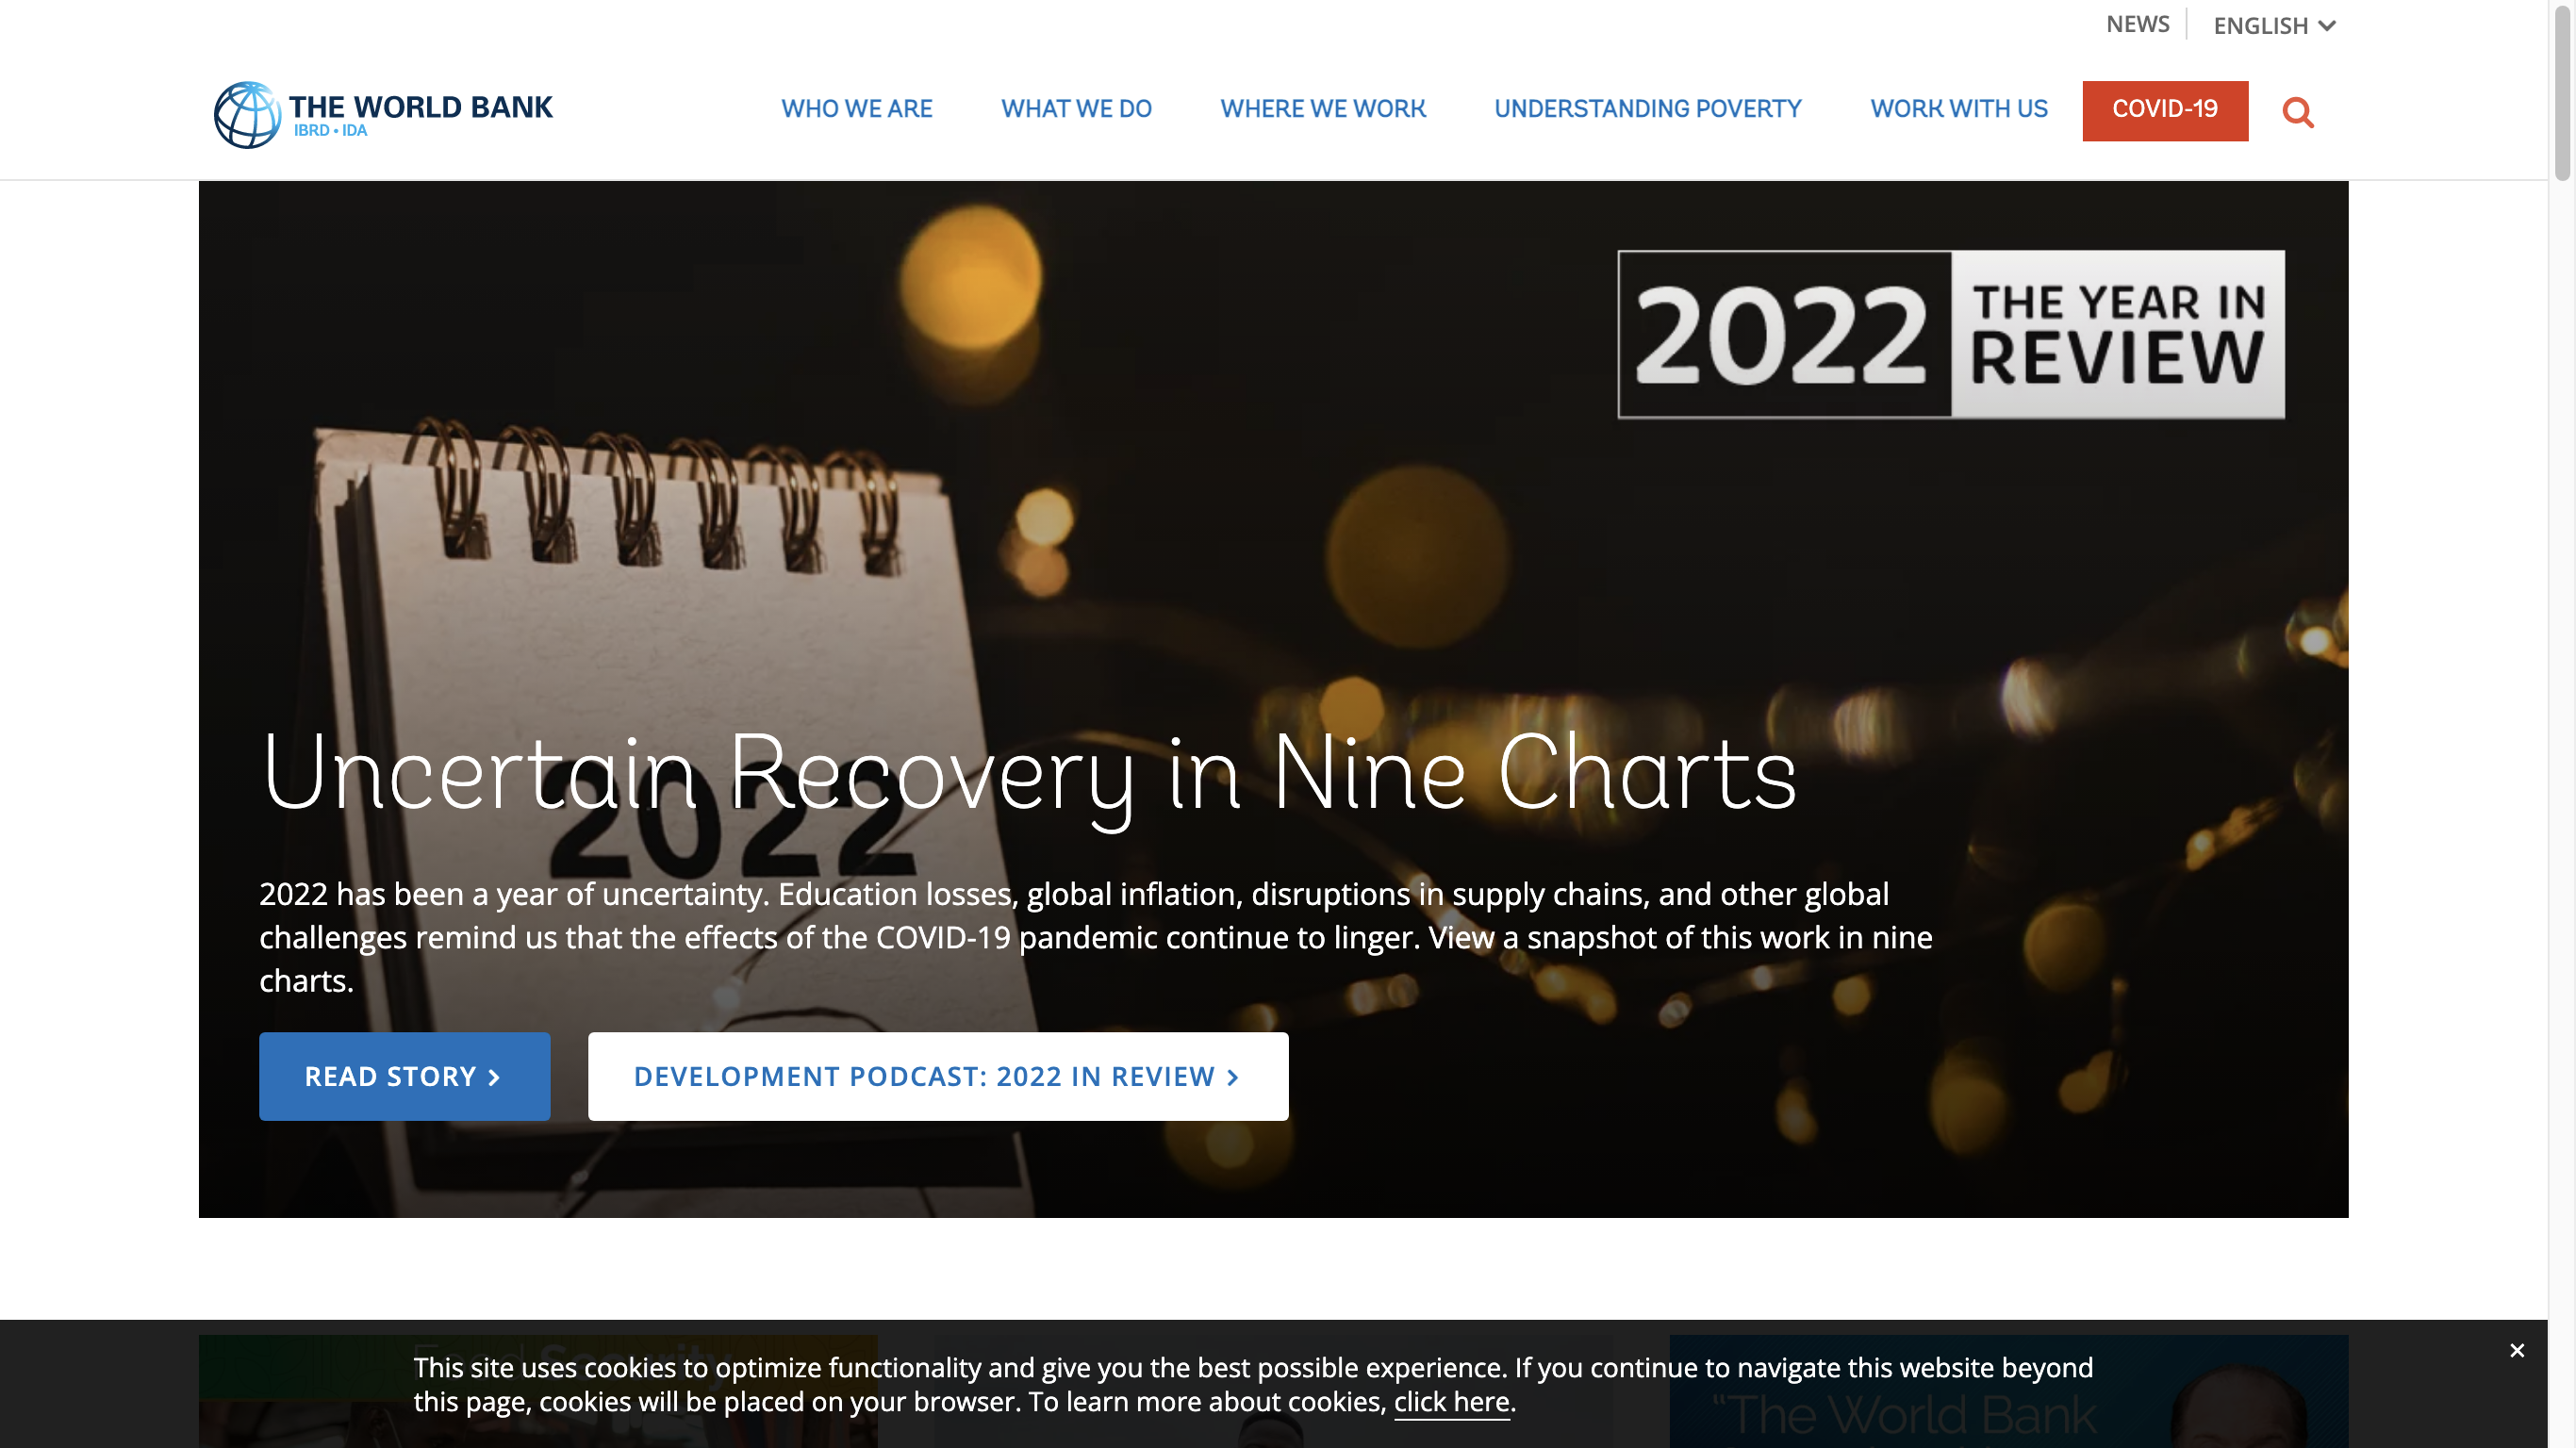 NEWS
ENGLISH
THE WORLD BANK
IBRD • IDA
WHO WE ARE
WHAT WE DO
WHERE WE WORK
UNDERSTANDING POVERTY
WORK WITH US
COVID-19
2022
THE YEAR IN
REVIEW
Uncertain Recovery in Nine Charts
2022
2022 has been a year of uncertainty. Education losses, global inflation, disruptions in supply chains, and other global
challenges remind us that the effects of the COVID-19 pandemic continue to linger. View a snapshot of this work in nine
charts.
READ STORY >
DEVELOPMENT PODCAST: 2022 IN REVIEW >
This site uses cookies to optimize functionality and give you the best possible experience. If you continue to navigate this website beyond
this page, cookies will be placed on your browser. To learn more about cookies, click here.
×
“The World Bank